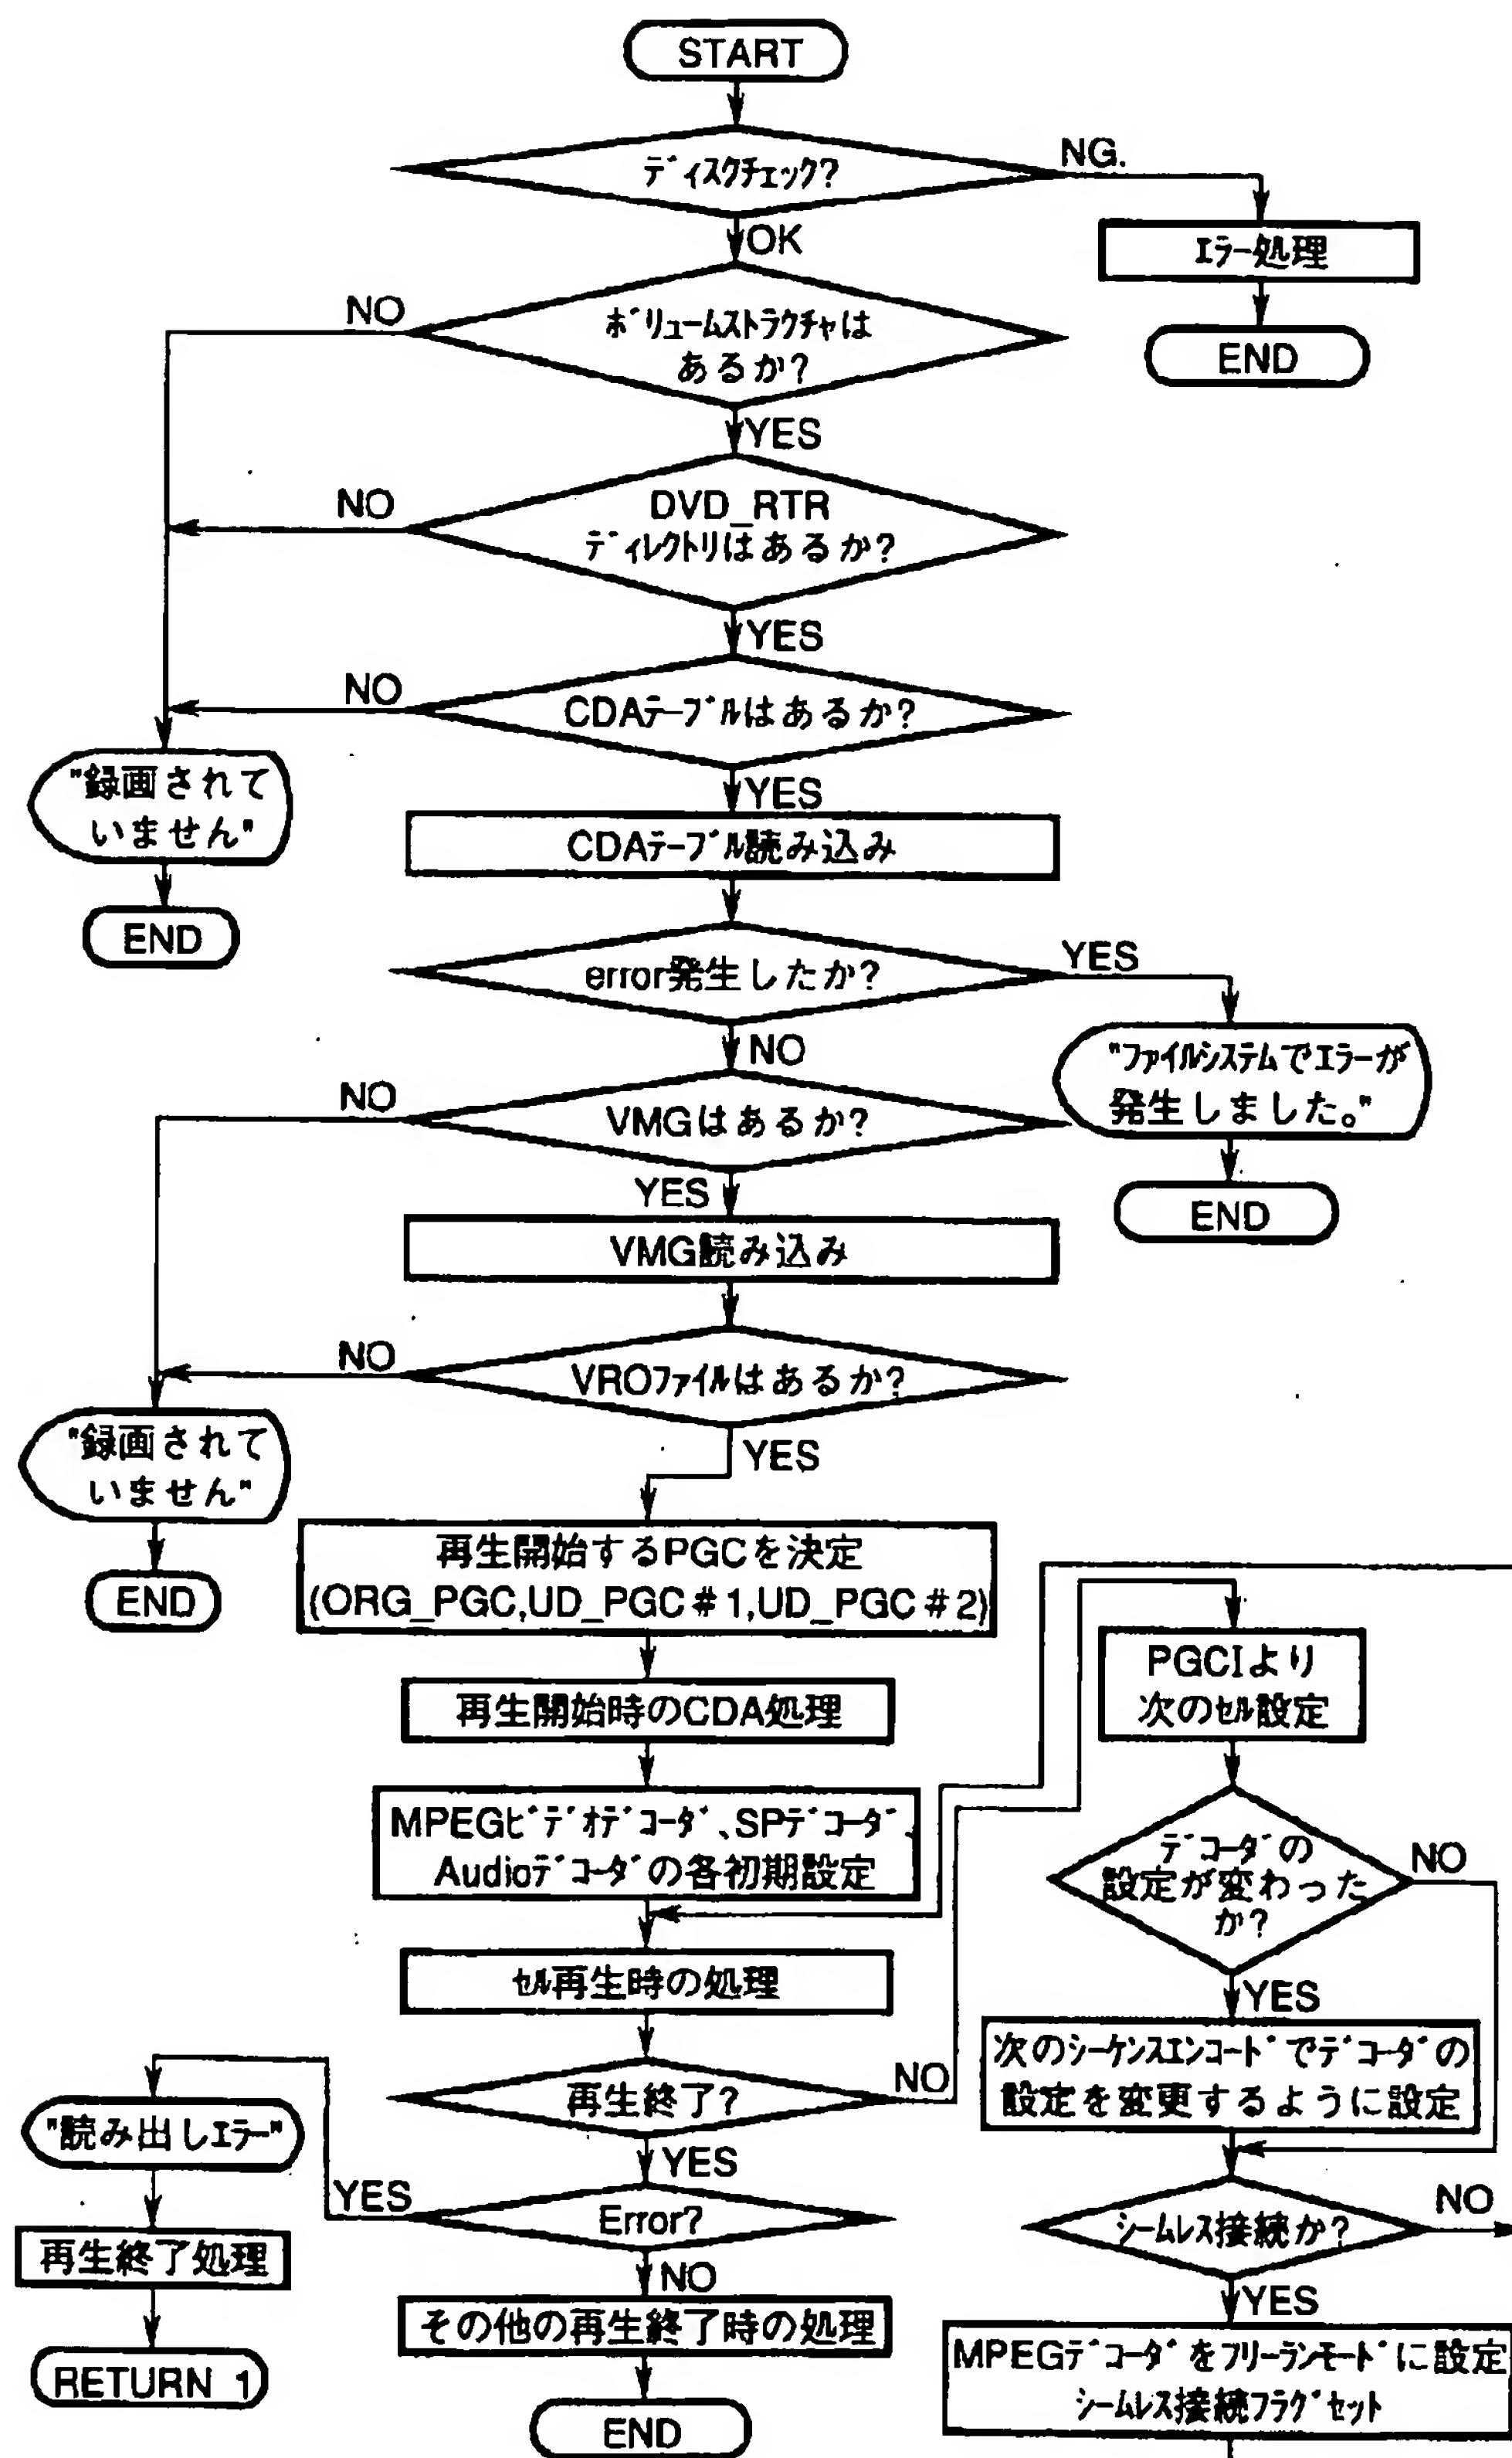 START
ディスクチェック?
NG.
OK
エラー処理
END
NO
ボリュームストラクチャは
あるか?
YES
NO
DVD_RTR
ディレクトリはあるか?
YES
NO
CDAテーブルはあるか?
YES
"録画されて
いません"
END
CDAテーブル読み込み
error発生したか?
YES
NO
"ファイルシステムでエラーが
発生しました。"
END
NO
VMGはあるか?
YES
VMG読み込み
NO
VROファイルはあるか?
YES
"録画されて
いません"
END
再生開始するPGCを決定
(ORG_PGC,UD_PGC#1,UD_PGC#2)
再生開始時のCDA処理
MPEGビデオデコーダ、SPデコーダ、
Audioデコーダの各初期設定
セル再生時の処理
再生終了?
NO
YES
Error?
YES
NO
"読み出しエラー"
再生終了処理
RETURN 1
その他の再生終了時の処理
END
PGCIより
次のセル設定
デコーダの
設定が変わった
か?
NO
YES
次のシーケンスエンコードでデコーダの
設定を変更するように設定
シームレス接続か?
NO
YES
MPEGデコーダをフリーランモードに設定
シームレス接続フラグセット